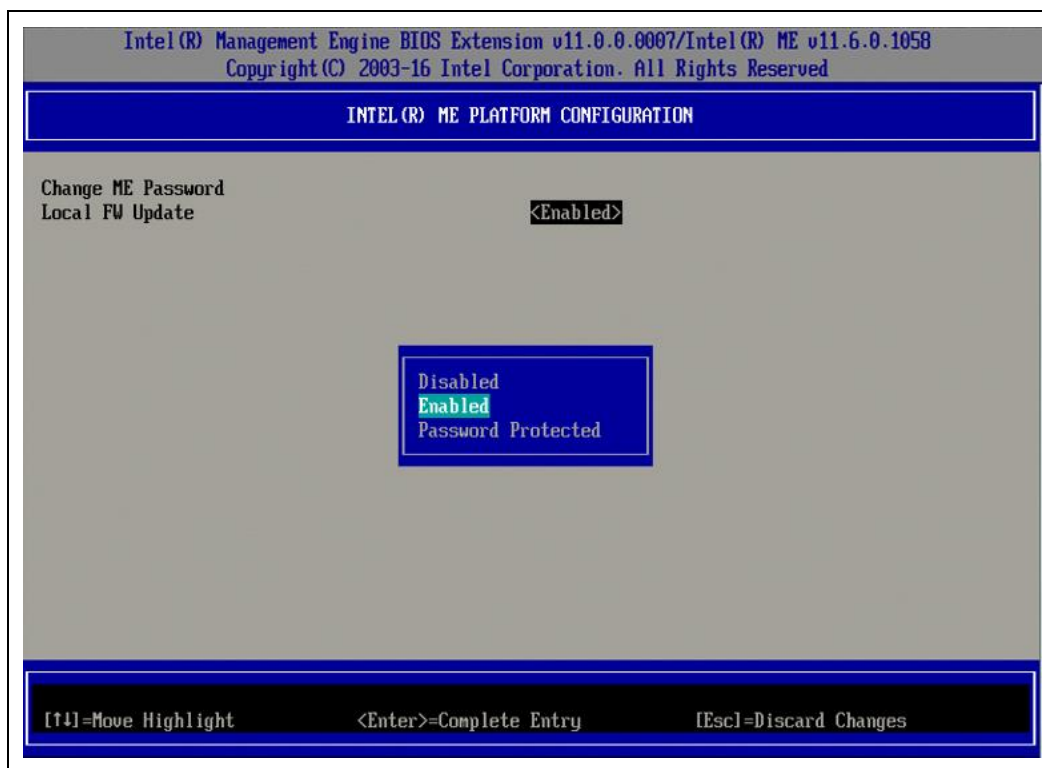 Intel(R) Management Engine BIOS Extension v11.0.0.0007/Intel(R) ME v11.6.0.1058
Copyright(C) 2003-16 Intel Corporation. All Rights Reserved
INTEL(R) ME PLATFORM CONFIGURATION
Change ME Password
Local FW Update <Enabled>
Disabled
Enabled
Password Protected
[↑↓]=Move Highlight <Enter>=Complete Entry [Esc]=Discard Changes